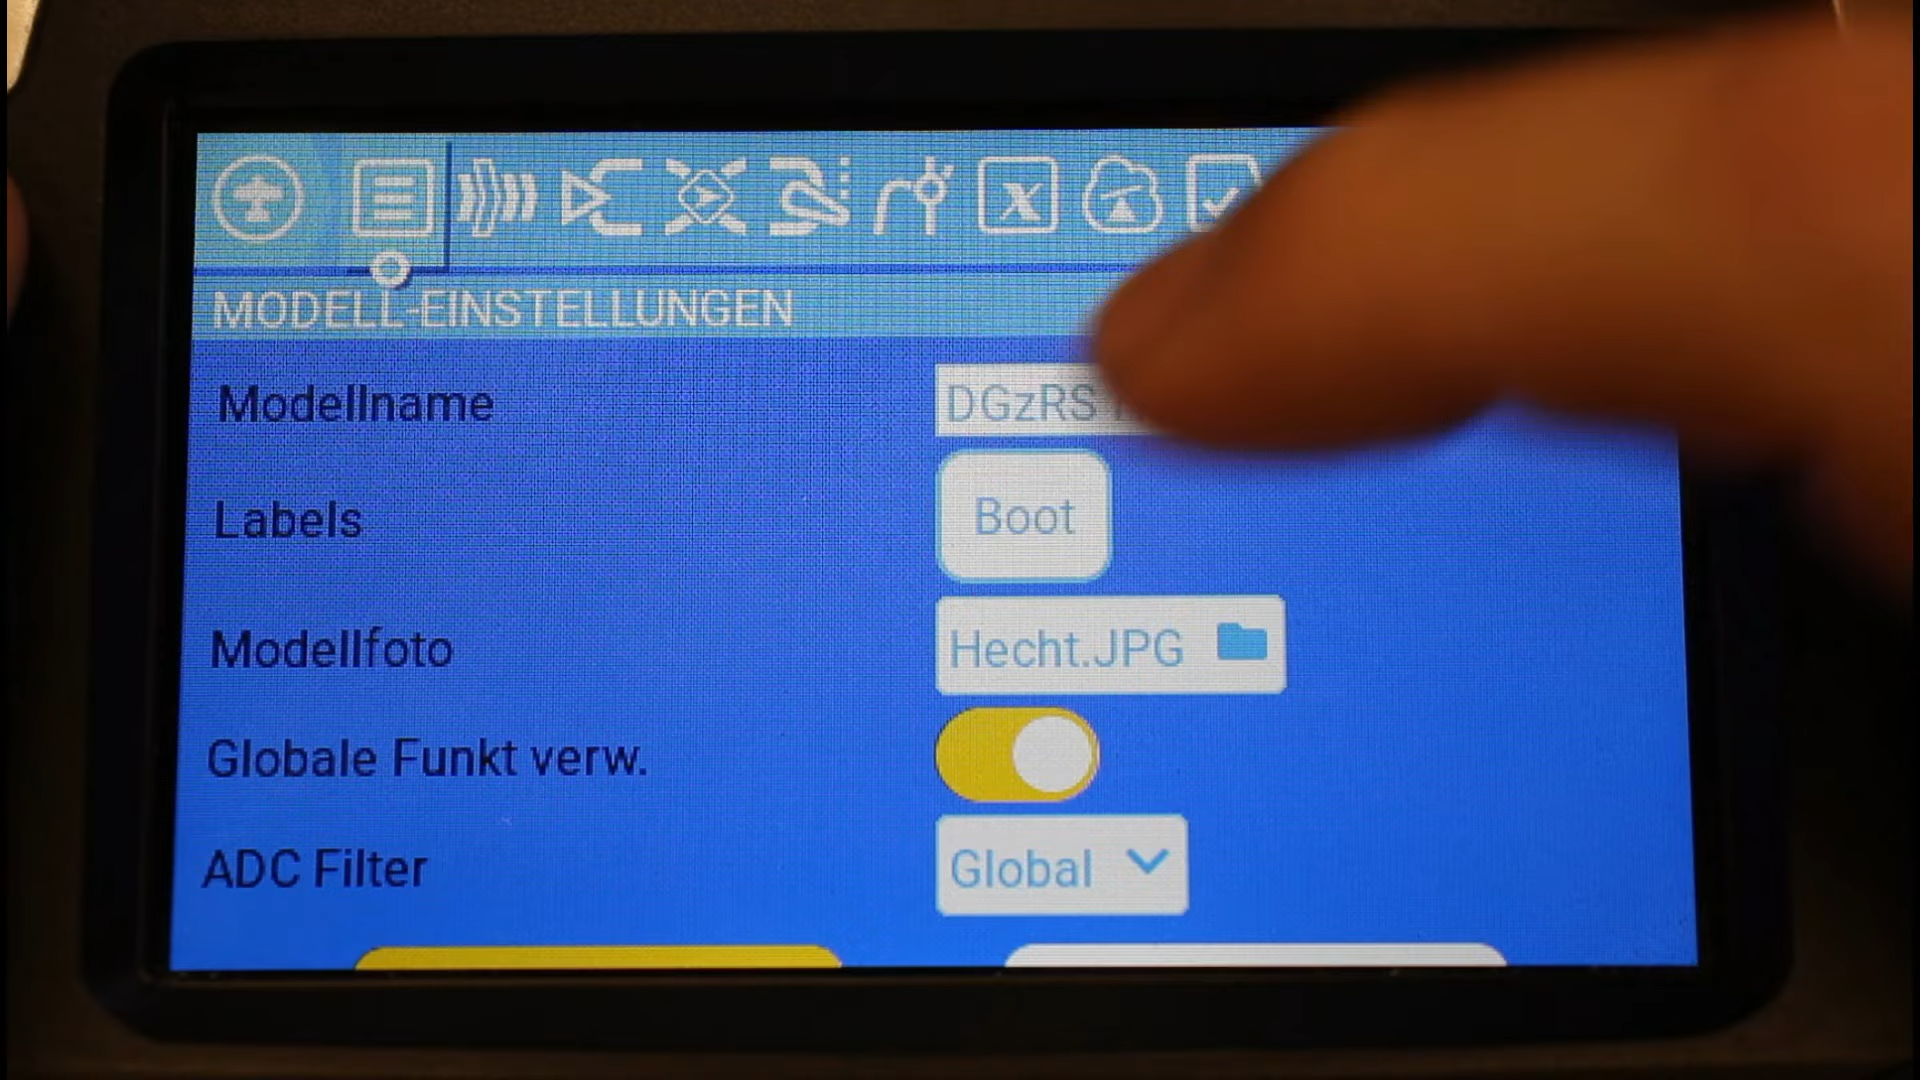 MODELL-EINSTELLUNGEN
Modellname DGzRS
Labels Boot
Modellfoto Hecht.JPG
Globale Funkt verw.
ADC Filter Global